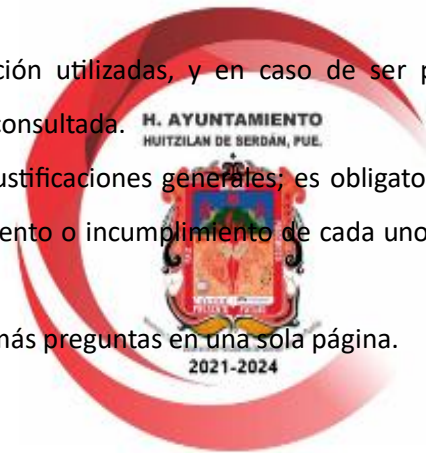 ción utilizadas, y en caso de ser p
consultada.
H. AYUNTAMIENTO
HUITZILAN DE SERDÁN, PUE.
ustificaciones generales; es obligato
ento o incumplimiento de cada uno
más preguntas en una sola página.
2021-2024